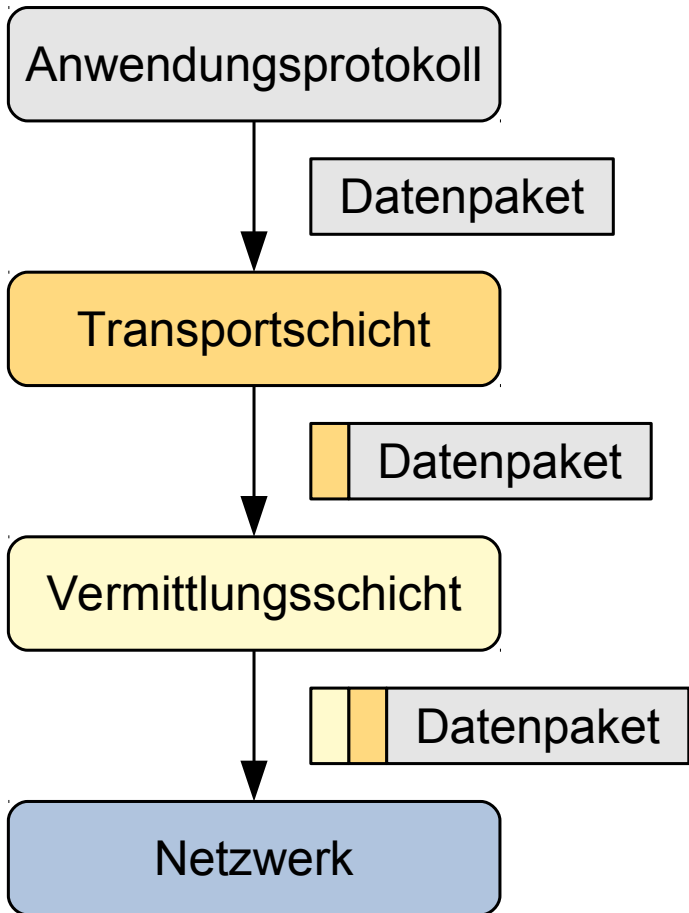 Anwendungsprotokoll
Datenpaket
Transportschicht
Datenpaket
Vermittlungsschicht
Datenpaket
Netzwerk